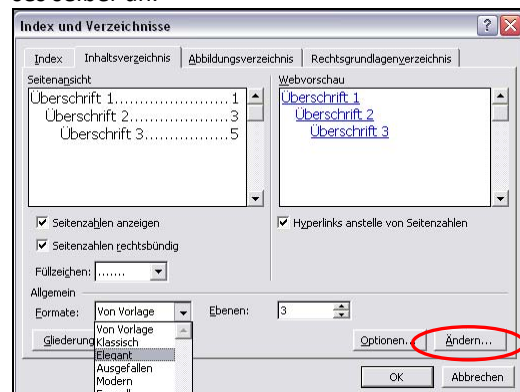 Index und Verzeichnisse
Index Inhaltsverzeichnis Abbildungsverzeichnis Rechtsgrundlagenverzeichnis
Seitenansicht Webvorschau
Überschrift 1........................1 Überschrift 1
Überschrift 2.................3 Überschrift 2
Überschrift 3..............5 Überschrift 3
Seitenzahlen anzeigen Hyperlinks anstelle von Seitenzahlen
Seitenzahlen rechtsbündig
Füllzeichen: .......
Allgemein
Formate: Von Vorlage Ebenen: 3
Von Vorlage
Gliederung Optionen... Ändern...
Klassisch
Elegant
Ausgefallen
Modern
OK Abbrechen